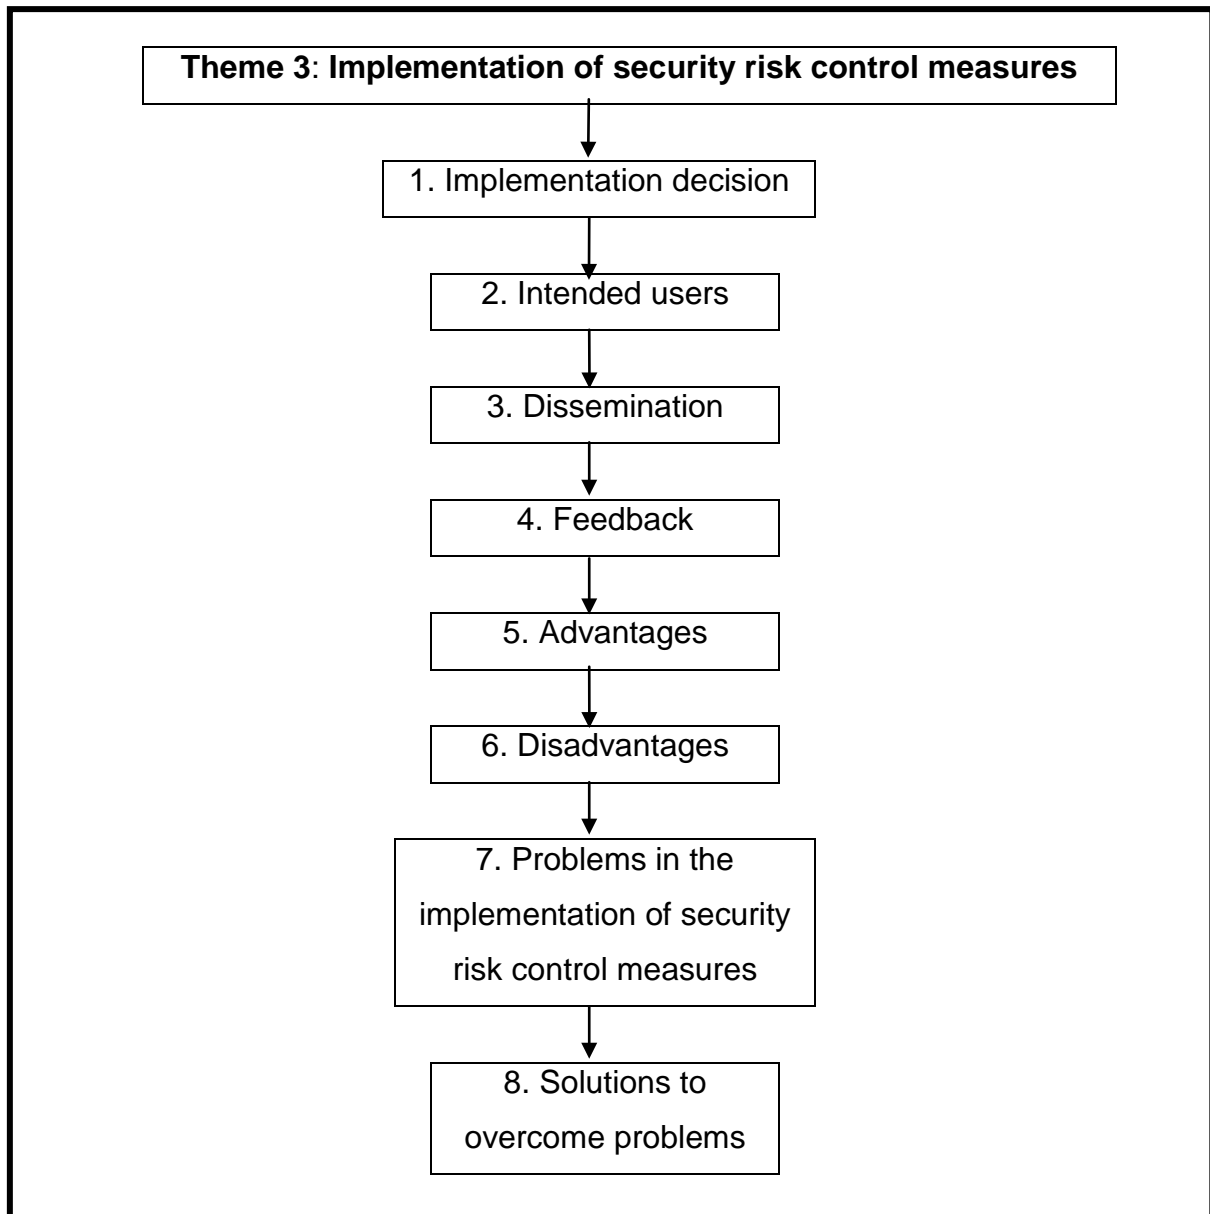 Theme 3: Implementation of security risk control measures
1. Implementation decision
2. Intended users
3. Dissemination
4. Feedback
5. Advantages
6. Disadvantages
7. Problems in the
implementation of security
risk control measures
8. Solutions to
overcome problems